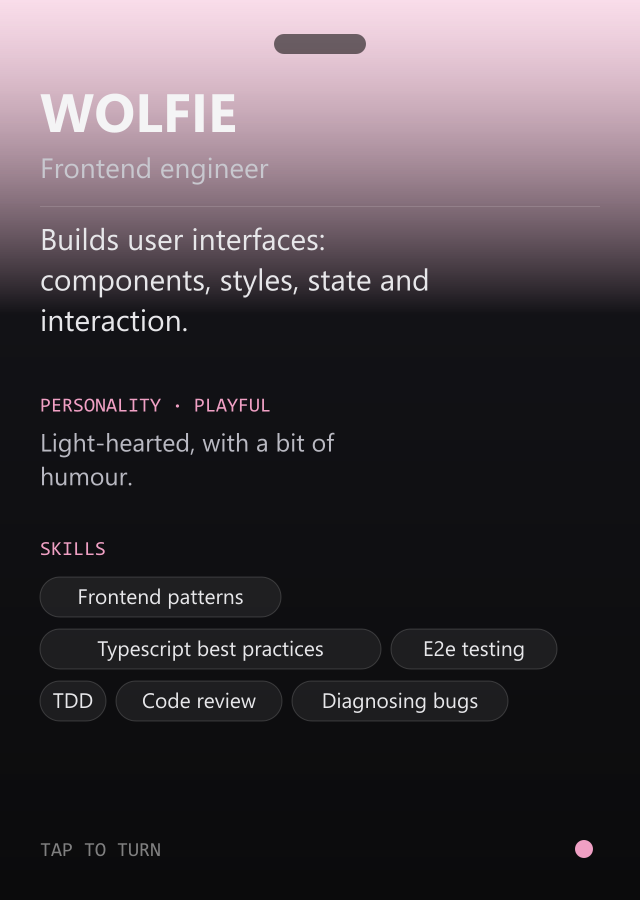 WOLFIE
Frontend engineer
Builds user interfaces:
components, styles, state and
interaction.
PERSONALITY · PLAYFUL
Light-hearted, with a bit of
humour.
SKILLS
Frontend patterns
Typescript best practices E2e testing
TDD Code review Diagnosing bugs
TAP TO TURN